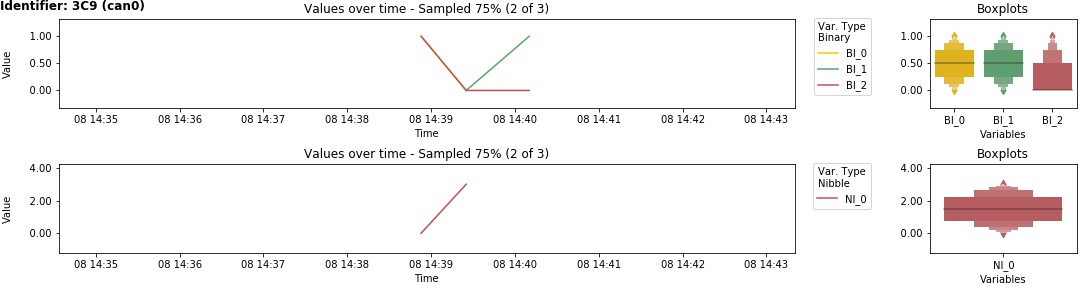 Identifier: 3C9 (can0)
Values over time - Sampled 75% (2 of 3)
Value
1.00
0.50
0.00
08 14:35 08 14:36 08 14:37 08 14:38 08 14:39 08 14:40 08 14:41 08 14:42 08 14:43
Time
Var. Type
Binary
BI_0
BI_1
BI_2
Boxplots
1.00
0.50
0.00
BI_0 BI_1 BI_2
Variables
Values over time - Sampled 75% (2 of 3)
Value
4.00
2.00
0.00
08 14:35 08 14:36 08 14:37 08 14:38 08 14:39 08 14:40 08 14:41 08 14:42 08 14:43
Time
Var. Type
Nibble
NI_0
Boxplots
4.00
2.00
0.00
NI_0
Variables